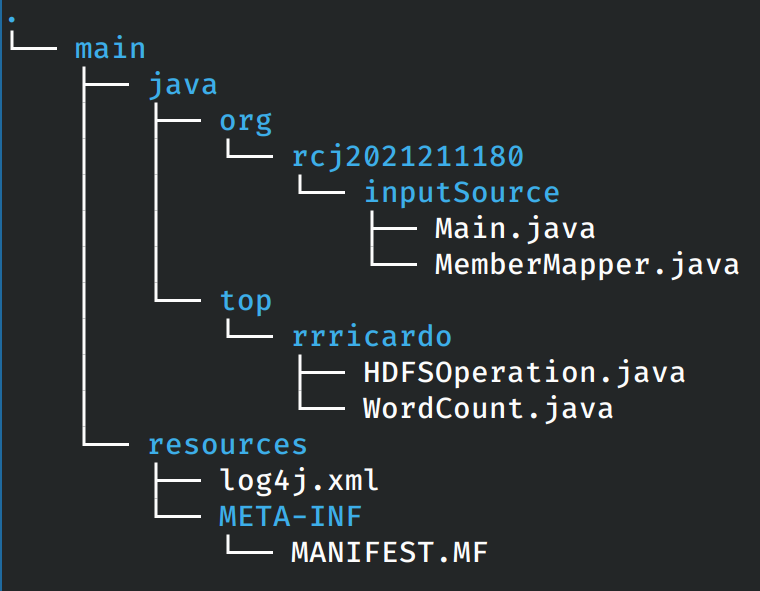 .
└── main
    ├── java
    │   ├── org
    │   │   └── rcj2021211180
    │   │       └── inputSource
    │   │           ├── Main.java
    │   │           └── MemberMapper.java
    │   └── top
    │       └── rrricardo
    │           ├── HDFSOperation.java
    │           └── WordCount.java
    └── resources
        ├── log4j.xml
        └── META-INF
            └── MANIFEST.MF